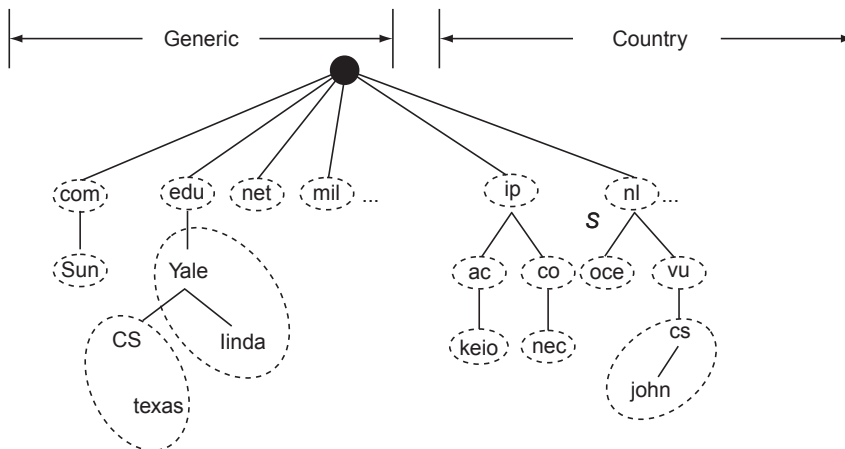 Generic Country
com edu net mil ... ip nl ...
S
Sun Yale ac co oce vu
CS linda keio nec cs
texas john